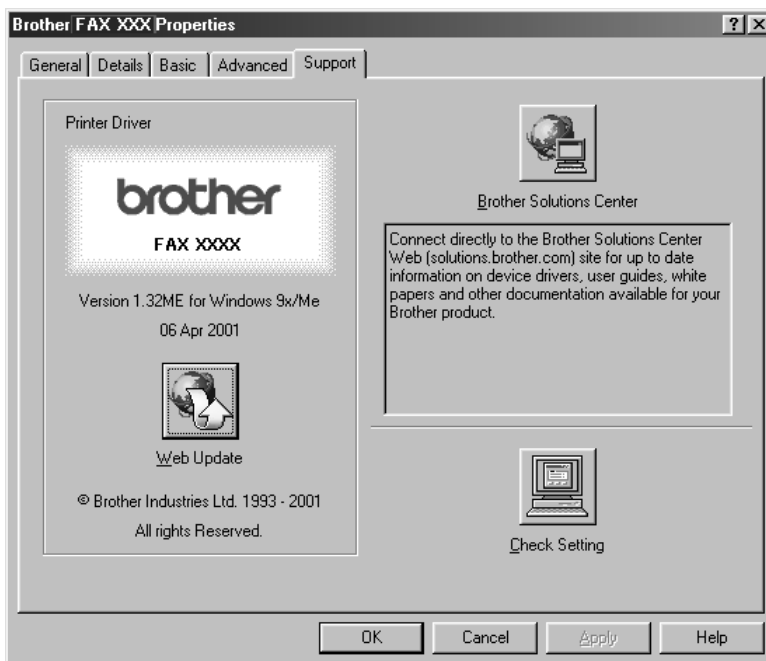 Brother FAX XXX Properties
General Details Basic Advanced Support
Printer Driver
brother
FAX XXXX
Version 1.32ME for Windows 9x/Me
06 Apr 2001
Web Update
© Brother Industries Ltd. 1993 - 2001
All rights Reserved.
Brother Solutions Center
Connect directly to the Brother Solutions Center
Web (solutions.brother.com) site for up to date
information on device drivers, user guides, white
papers and other documentation available for your
Brother product.
Check Setting
OK Cancel Apply Help